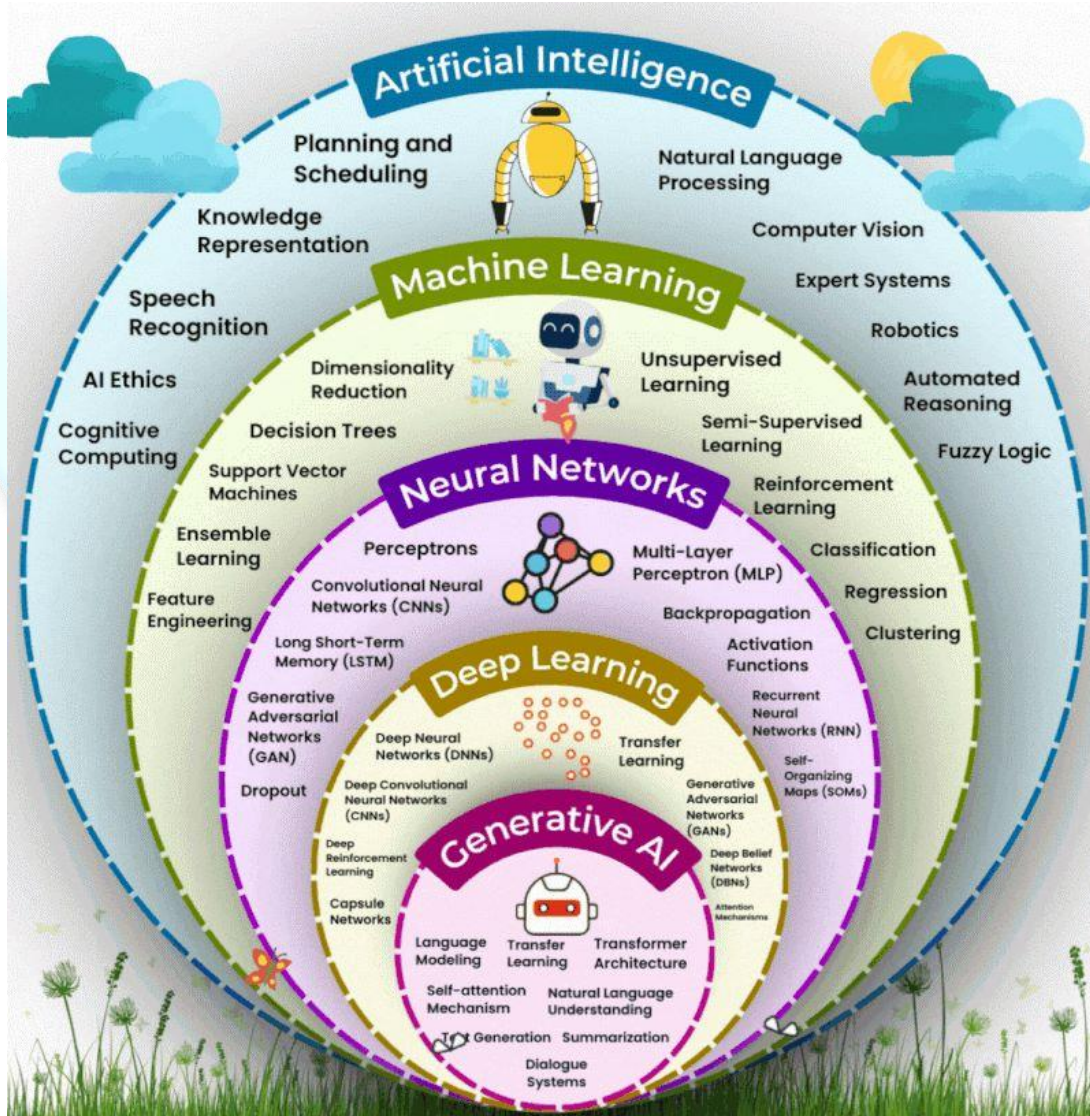 Artificial Intelligence
Planning and
Scheduling
Natural Language
Processing
Knowledge
Representation
Computer Vision
Speech
Recognition
Expert Systems
Robotics
AI Ethics
Automated
Reasoning
Cognitive
Computing
Fuzzy Logic
Machine Learning
Dimensionality
Reduction
Unsupervised
Learning
Decision Trees
Semi-Supervised
Learning
Support Vector
Machines
Reinforcement
Learning
Ensemble
Learning
Classification
Feature
Engineering
Regression
Clustering
Neural Networks
Perceptrons
Multi-Layer
Perceptron (MLP)
Convolutional Neural
Networks (CNNs)
Backpropagation
Long Short-Term
Memory (LSTM)
Activation
Functions
Generative
Adversarial
Networks
(GAN)
Recurrent
Neural
Networks (RNN)
Dropout
Self-
Organizing
Maps (SOMs)
Deep Learning
Deep Neural
Networks (DNNs)
Transfer
Learning
Deep Convolutional
Neural Networks
(CNNs)
Generative
Adversarial
Networks
(GANs)
Deep
Reinforcement
Learning
Deep Belief
Networks
(DBNs)
Capsule
Networks
Attention
Mechanisms
Generative AI
Language
Modeling
Transfer
Learning
Transformer
Architecture
Self-attention
Mechanism
Natural Language
Understanding
Text Generation
Summarization
Dialogue
Systems